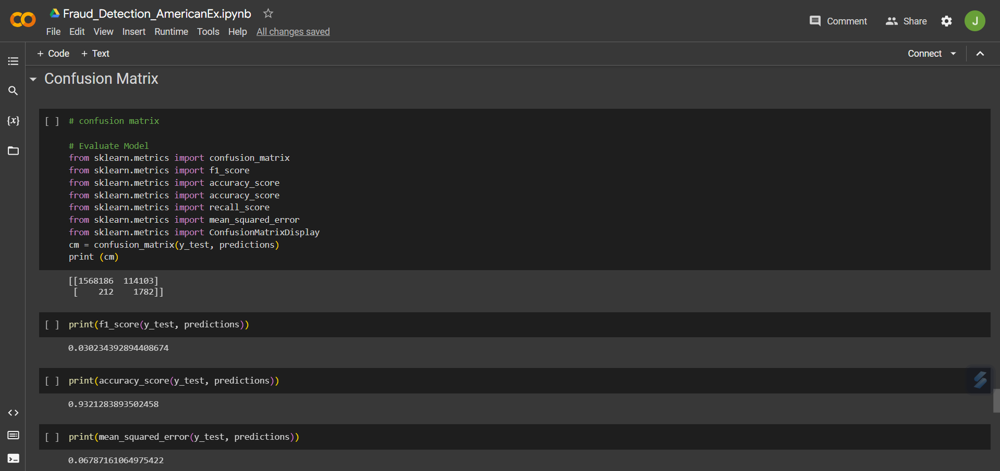 Fraud_Detection_AmericanEx.ipynb
File Edit View Insert Runtime Tools Help All changes saved
Comment Share J
+ Code + Text
Connect
Confusion Matrix
{x}
[ ] # confusion matrix
# Evaluate Model
from sklearn.metrics import confusion_matrix
from sklearn.metrics import f1_score
from sklearn.metrics import accuracy_score
from sklearn.metrics import accuracy_score
from sklearn.metrics import recall_score
from sklearn.metrics import mean_squared_error
from sklearn.metrics import ConfusionMatrixDisplay
cm = confusion_matrix(y_test, predictions)
print (cm)
[[1568186 114103]
[ 212 1782]]
[ ] print(f1_score(y_test, predictions))
0.030234392894408674
[ ] print(accuracy_score(y_test, predictions))
0.9321283893502458
[ ] print(mean_squared_error(y_test, predictions))
0.06787161064975422